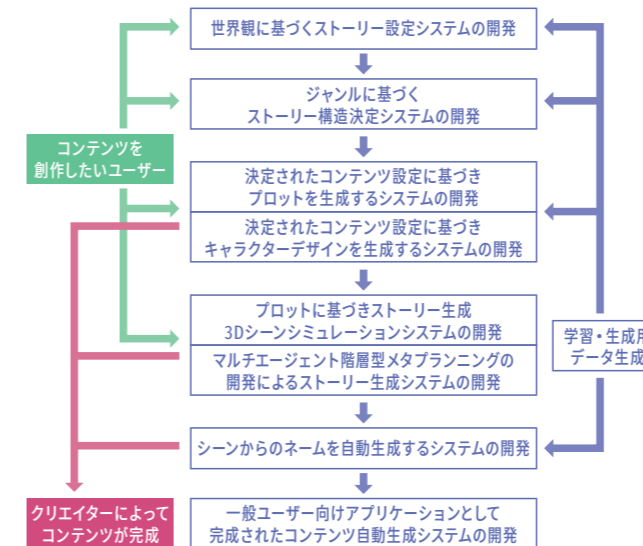 世界観に基づくストーリー設定システムの開発
ジャンルに基づく
ストーリー構造決定システムの開発
コンテンツを
創作したいユーザー
決定されたコンテンツ設定に基づき
プロットを生成するシステムの開発
決定されたコンテンツ設定に基づき
キャラクターデザインを生成するシステムの開発
プロットに基づきストーリー生成
3Dシーンシミュレーションシステムの開発
学習・生成用
データ生成
マルチエージェント階層型メタプランニングの
開発によるストーリー生成システムの開発
シーンからのネームを自動生成するシステムの開発
クリエイターによって
コンテンツが完成
一般ユーザー向けアプリケーションとして
完成されたコンテンツ自動生成システムの開発